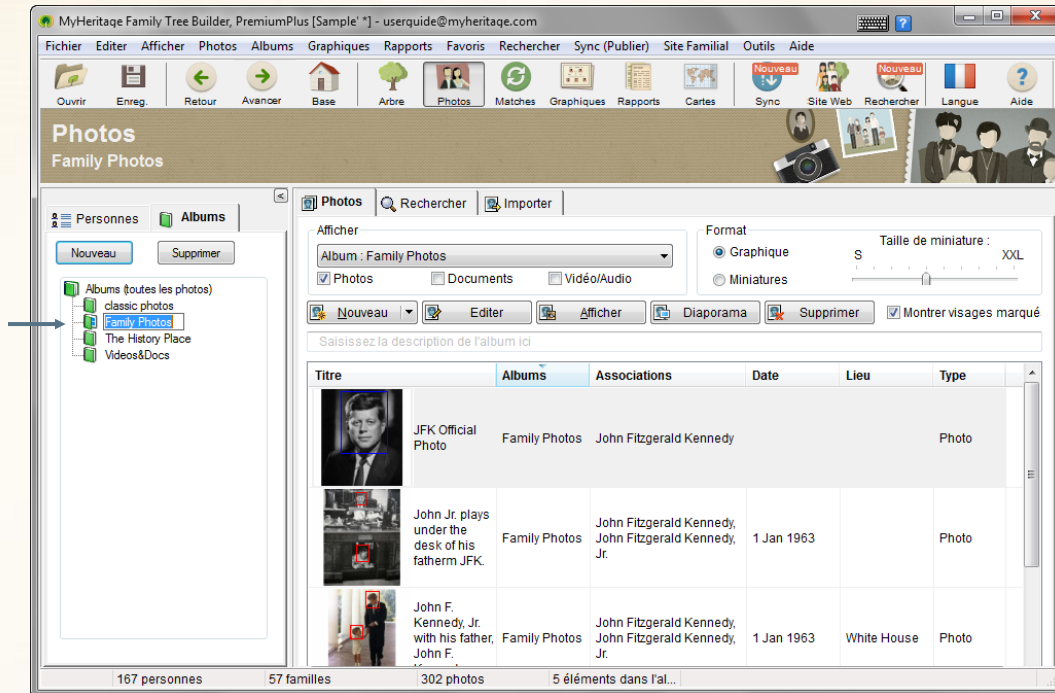 MyHeritage Family Tree Builder, PremiumPlus [Sample' *] - userguide@myheritage.com
Fichier Editer Afficher Photos Albums Graphiques Rapports Favoris Rechercher Sync (Publier) Site Familial Outils Aide
Nouveau Nouveau
Ouvrir Enreg. Retour Avancer Base Arbre Photos Matches Graphiques Rapports Cartes Sync Site Web Rechercher Langue Aide
Photos
Family Photos
Personnes Albums
Nouveau Supprimer
Albums (toutes les photos)
classic photos
Family Photos
The History Place
Videos&Docs
Photos Rechercher Importer
Afficher
Album : Family Photos
Photos Documents Vidéo/Audio
Format
Graphique
Miniatures
Taille de miniature :
S XXL
Nouveau Editer Afficher Diaporama Supprimer Montrer visages marqué
Saisissez la description de l'album ici
Titre Albums Associations Date Lieu Type
JFK Official
Photo
Family Photos
John Fitzgerald Kennedy
Photo
John Jr. plays
under the
desk of his
fatherm JFK.
Family Photos
John Fitzgerald Kennedy,
John Fitzgerald Kennedy,
Jr.
1 Jan 1963
Photo
John F.
Kennedy, Jr.
with his father,
John F.
Family Photos
John Fitzgerald Kennedy,
John Fitzgerald Kennedy,
Jr.
1 Jan 1963
White House
Photo
167 personnes 57 familles 302 photos 5 éléments dans l'al...